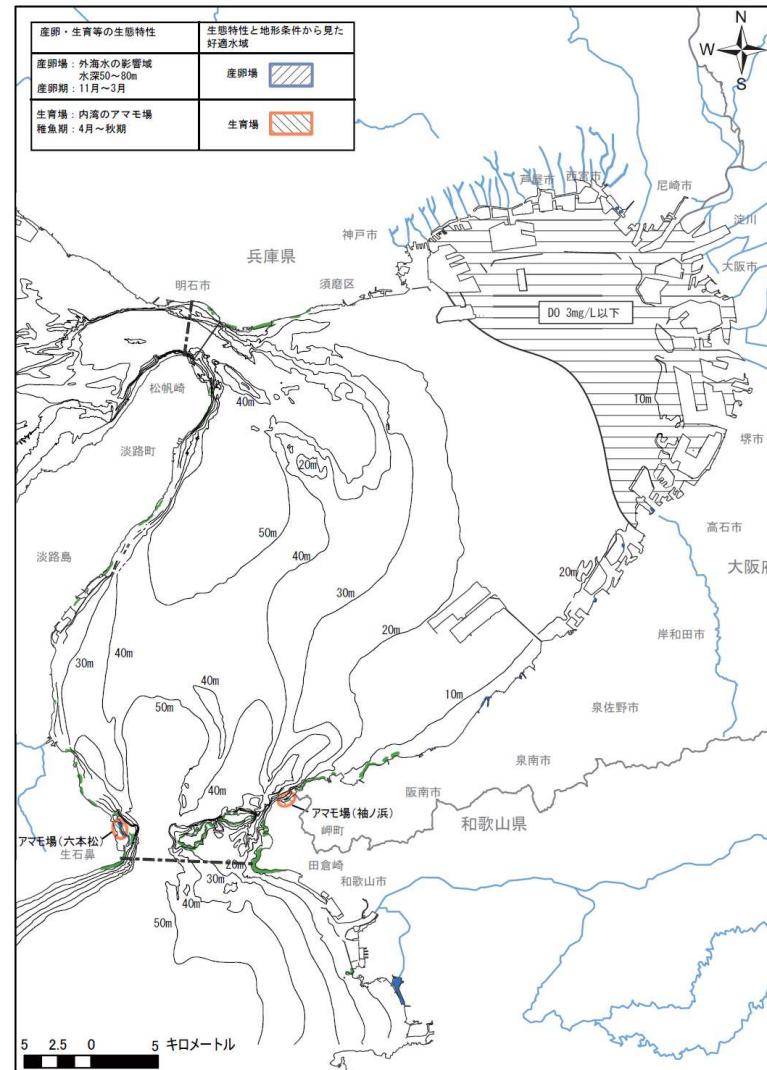 産卵・生育等の生態特性
生態特性と地形条件から見た
好適水域
産卵場：外海水の影響域
水深50～80m
産卵期：11月～3月
産卵場
生育場：内湾のアマモ場
稚魚期：4月～秋期
生育場
N
W
E
S
芦屋市
西宮市
尼崎市
神戸市
淀川
兵庫県
大阪市
明石市
須磨区
DO 3mg/L以下
松帆崎
40m
10m
淡路町
20m
堺市
50m
高石市
淡路島
40m
大阪府
20m
30m
岸和田市
20m
30m
40m
40m
10m
50m
泉佐野市
泉南市
40m
阪南市
アマモ場(袖ノ浜)
和歌山県
アマモ場(六本松)
岬町
生石鼻
20m
田倉崎
30m
和歌山市
40m
50m
5 2.5 0 5 キロメートル